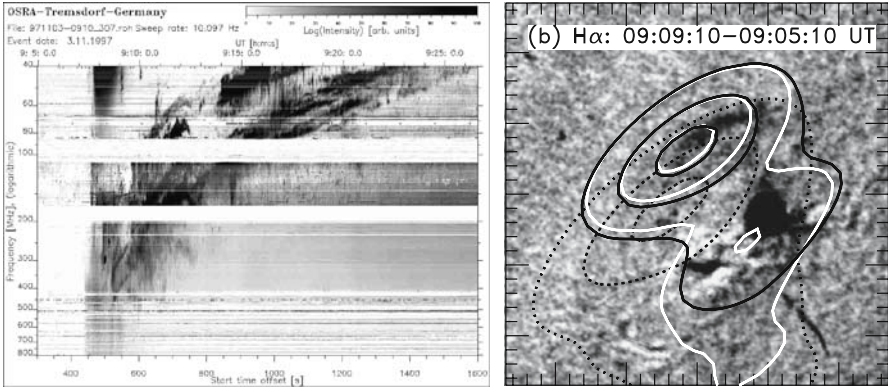 OSRA-Tremsdorf-Germany
File: 971103-0910_307.roh Sweep rate: 10.097 Hz
Log(Intensity) [arb. units]
Event date: 3.11.1997
UT [h:m:s]
9: 5: 0.0 9:10: 0.0 9:15: 0.0 9:20: 0.0 9:25: 0.0
Frequency [MHz], (logarithmic)
40
60
80
100
200
300
400
500
600
700
800
400 600 800 1000 1200 1400 1600
Start time offset [s]
(b) Hα: 09:09:10-09:05:10 UT